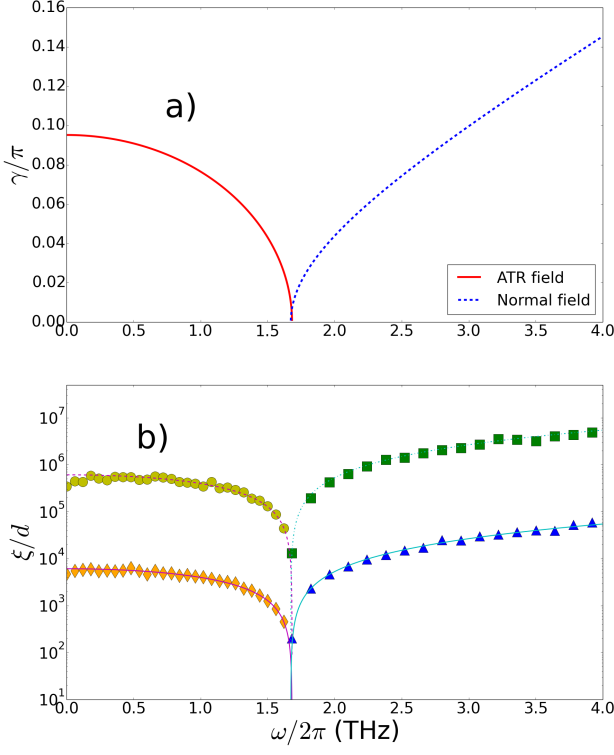 0.16
0.14
0.12
0.10
0.08
0.06
0.04
0.02
0.00
γ/π
a)
ATR field
Normal field
0.0 0.5 1.0 1.5 2.0 2.5 3.0 3.5 4.0
10^7
10^6
10^5
10^4
10^3
10^2
10^1
ξ/d
b)
0.0 0.5 1.0 1.5 2.0 2.5 3.0 3.5 4.0
ω/2π (THz)